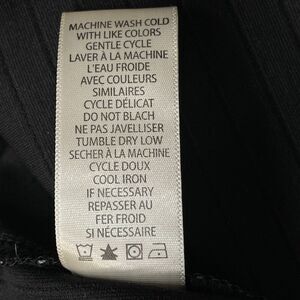 MACHINE WASH COLD
WITH LIKE COLORS
GENTLE CYCLE
LAVER À LA MACHINE
L'EAU FROIDE
AVEC COULEURS
SIMILAIRES
CYCLE DÉLICAT
DO NOT BLACH
NE PAS JAVELLISER
TUMBLE DRY LOW
SECHER À LA MACHINE
CYCLE DOUX
COOL IRON
IF NECESSARY
REPASSER AU
FER FROID
SI NÉCESSAIRE